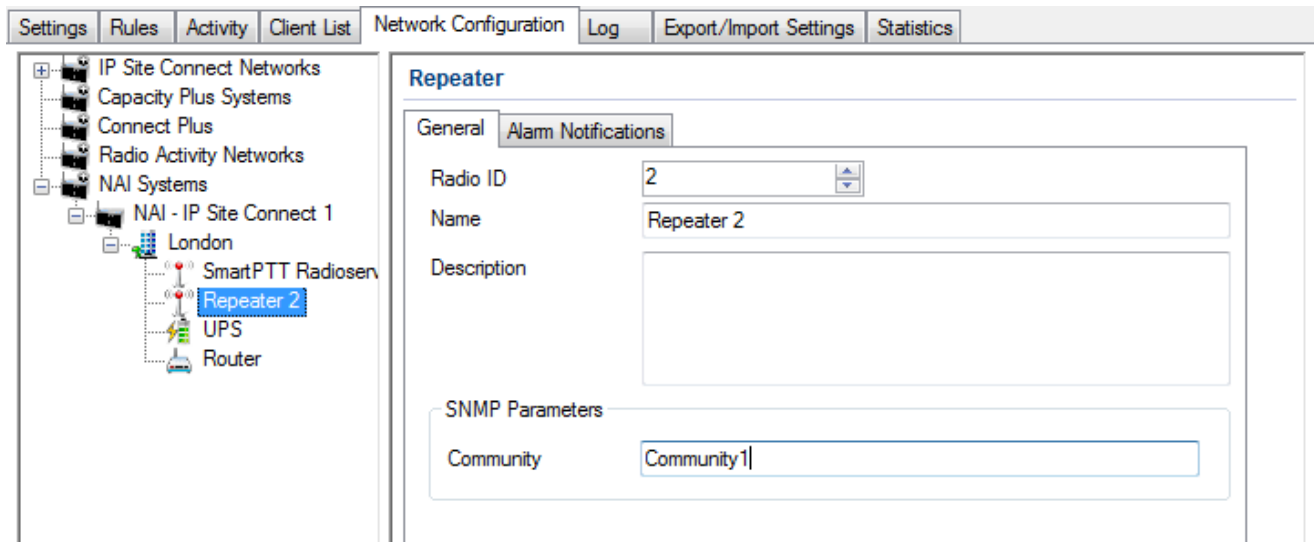 Settings Rules Activity Client List Network Configuration Log Export/Import Settings Statistics
IP Site Connect Networks
Capacity Plus Systems
Connect Plus
Radio Activity Networks
NAI Systems
NAI - IP Site Connect 1
London
SmartPTT Radioserv
Repeater 2
UPS
Router
Repeater
General Alarm Notifications
Radio ID 2
Name Repeater 2
Description
SNMP Parameters
Community Community1